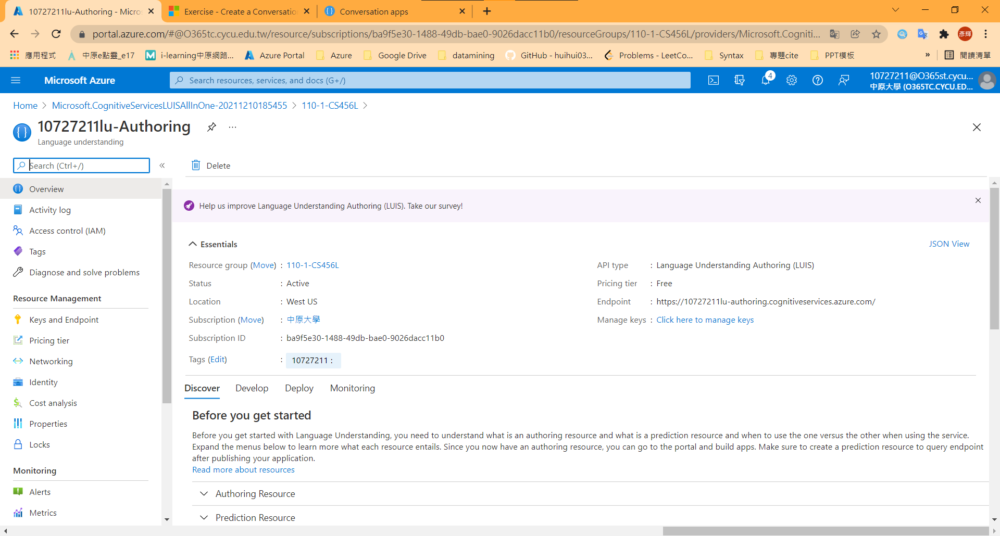 10727211lu-Authoring - Micros
Exercise - Create a Conversatio
Conversation apps
portal.azure.com/#@O365tc.cycu.edu.tw/resource/subscriptions/ba9f5e30-1488-49db-bae0-9026dacc11b0/resourceGroups/110-1-CS456L/providers/Microsoft.Cogniti...
彥輝
應用程式
中原e點靈_e17
i-learning中原網路...
Azure Portal
Azure
Google Drive
datamining
GitHub - huihui03...
Problems - LeetCo...
Syntax
專題cite
PPT模板
»
閱讀清單
Microsoft Azure
Search resources, services, and docs (G+/)
4
10727211@O365st.cycu...
中原大學 (O365TC.CYCU.ED...
Home > Microsoft.CognitiveServicesLUISAllInOne-20211210185455 > 110-1-CS456L >
10727211lu-Authoring
...
Language understanding
Search (Ctrl+/)
«
Delete
Overview
Activity log
Access control (IAM)
Tags
Diagnose and solve problems
Resource Management
Keys and Endpoint
Pricing tier
Networking
Identity
Cost analysis
Properties
Locks
Monitoring
Alerts
Metrics
Help us improve Language Understanding Authoring (LUIS). Take our survey!
Essentials
JSON View
Resource group (Move) : 110-1-CS456L
Status : Active
Location : West US
Subscription (Move) : 中原大學
Subscription ID : ba9f5e30-1488-49db-bae0-9026dacc11b0
Tags (Edit) : 10727211 :
API type : Language Understanding Authoring (LUIS)
Pricing tier : Free
Endpoint : https://10727211lu-authoring.cognitiveservices.azure.com/
Manage keys : Click here to manage keys
Discover Develop Deploy Monitoring
Before you get started
Before you get started with Language Understanding, you need to understand what is an authoring resource and what is a prediction resource and when to use the one versus the other when using the service.
Expand the menus below to learn more what each resource entails. Since you now have an authoring resource, you can go to the portal and build apps. Make sure to create a prediction resource to query endpoint
after publishing your application.
Read more about resources
Authoring Resource
Prediction Resource